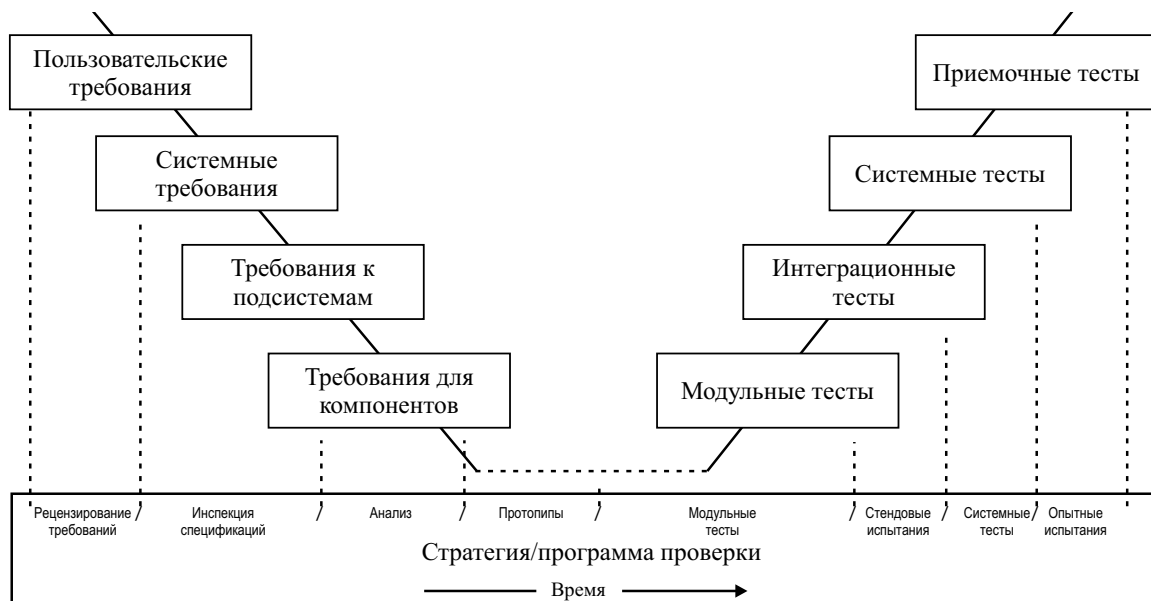 Пользовательские
требования
Приемочные тесты
Системные
требования
Системные тесты
Требования к
подсистемам
Интеграционные
тесты
Требования для
компонентов
Модульные тесты
Рецензирование / Инспекция / Анализ / Прототипы / Модульные / Стендовые / Системные / Опытные
требований спецификаций тесты испытания тесты испытания
Стратегия/программа проверки
Время